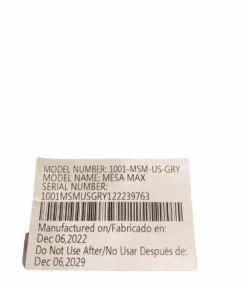 MODEL NUMBER: 1001-MSM-US-GRY
MODEL NAME: MESA MAX
SERIAL NUMBER:
1001MSMUSGRY122239763
Manufactured on/Fabricado en:
Dec 06,2022
Do Not Use After/No Usar Después de:
Dec 06,2029